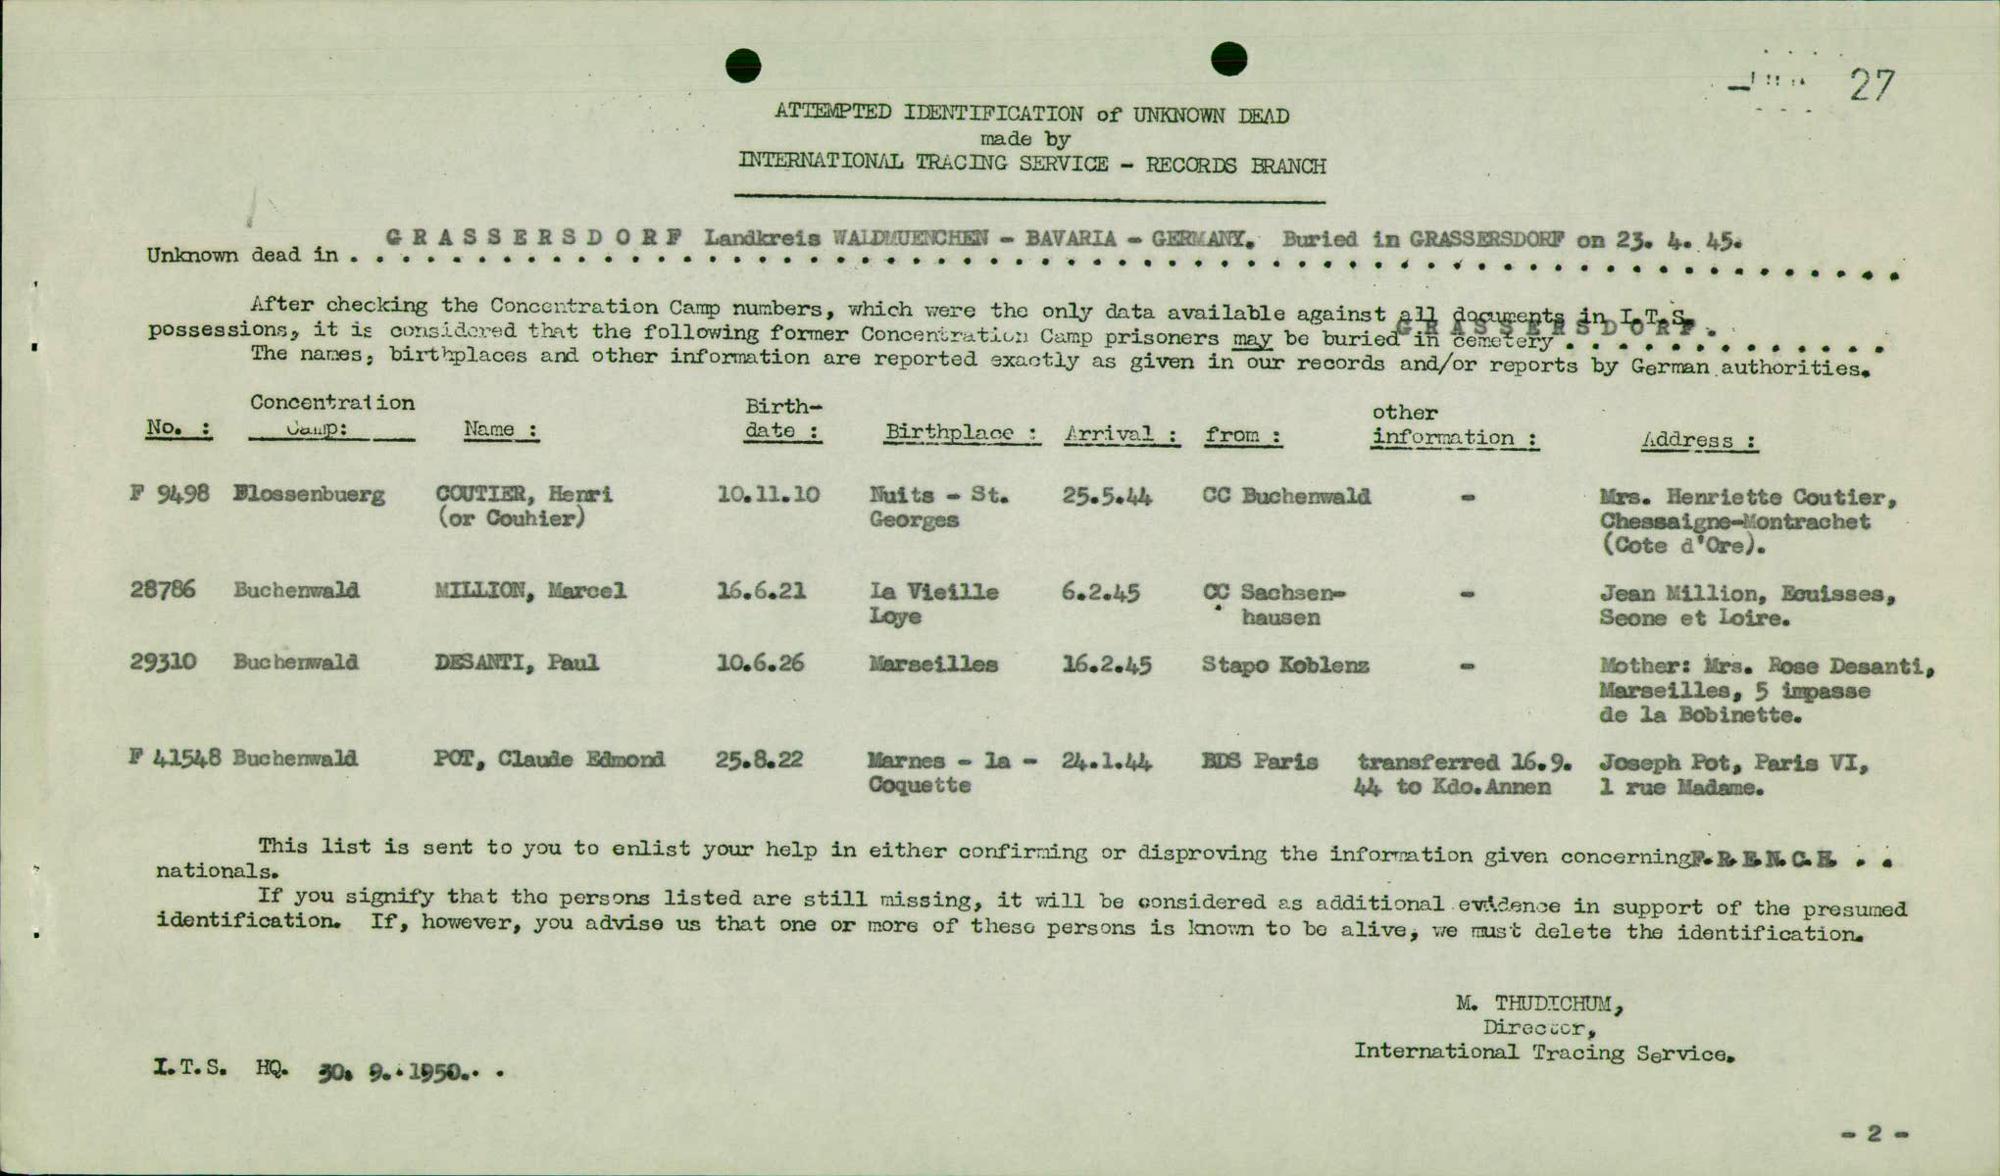 27
ATTEMPTED IDENTIFICATION of UNKNOWN DEAD
made by
INTERNATIONAL TRACING SERVICE - RECORDS BRANCH
G R A S S E R S D O R F Landkreis WALDMUENCHEN - BAVARIA - GERMANY. Buried in GRASSERSDORF on 23. 4. 45.
Unknown dead in . . . . . . . . . . . . . . . . . . . . . . . . . . . . . . . . . . . . . . . . . . . . . . . . . . . . . . . . . . . .
After checking the Concentration Camp numbers, which were the only data available against all documents in I.T.S.
possessions, it is considered that the following former Concentration Camp prisoners may be buried in cemetery G R A S S E R S D O R F . . . . . . . . . . . . .
The names, birthplaces and other information are reported exactly as given in our records and/or reports by German authorities.
No. : Concentration Camp: Name : Birth-date : Birthplace : Arrival : from : other information : Address :
F 9498 Flossenbuerg COUTIER, Henri 10.11.10 Nuits - St. 25.5.44 CC Buchenwald - Mrs. Henriette Coutier,
(or Couhier) Georges Chessaigne-Montrachet
(Cote d'Ore).
28786 Buchenwald MILLION, Marcel 16.6.21 La Vieille 6.2.45 CC Sachsen- - Jean Million, Eouisses,
Loye hausen Seone et Loire.
29310 Buchenwald DESANTI, Paul 10.6.26 Marseilles 16.2.45 Stapo Koblenz - Mother: Mrs. Rose Desanti,
Marseilles, 5 impasse
de la Bobinette.
F 41548 Buchenwald POT, Claude Edmond 25.8.22 Marnes - la - 24.1.44 BDS Paris transferred 16.9. Joseph Pot, Paris VI,
Coquette 44 to Kdo.Annen 1 rue Madame.
This list is sent to you to enlist your help in either confirming or disproving the information given concerning F.R.E.N.C.H. . .
nationals.
If you signify that the persons listed are still missing, it will be considered as additional evidence in support of the presumed
identification. If, however, you advise us that one or more of these persons is known to be alive, we must delete the identification.
M. THUDICHUM,
Director,
International Tracing Service.
I.T.S. HQ. 30. 9. . 1950. . .
- 2 -